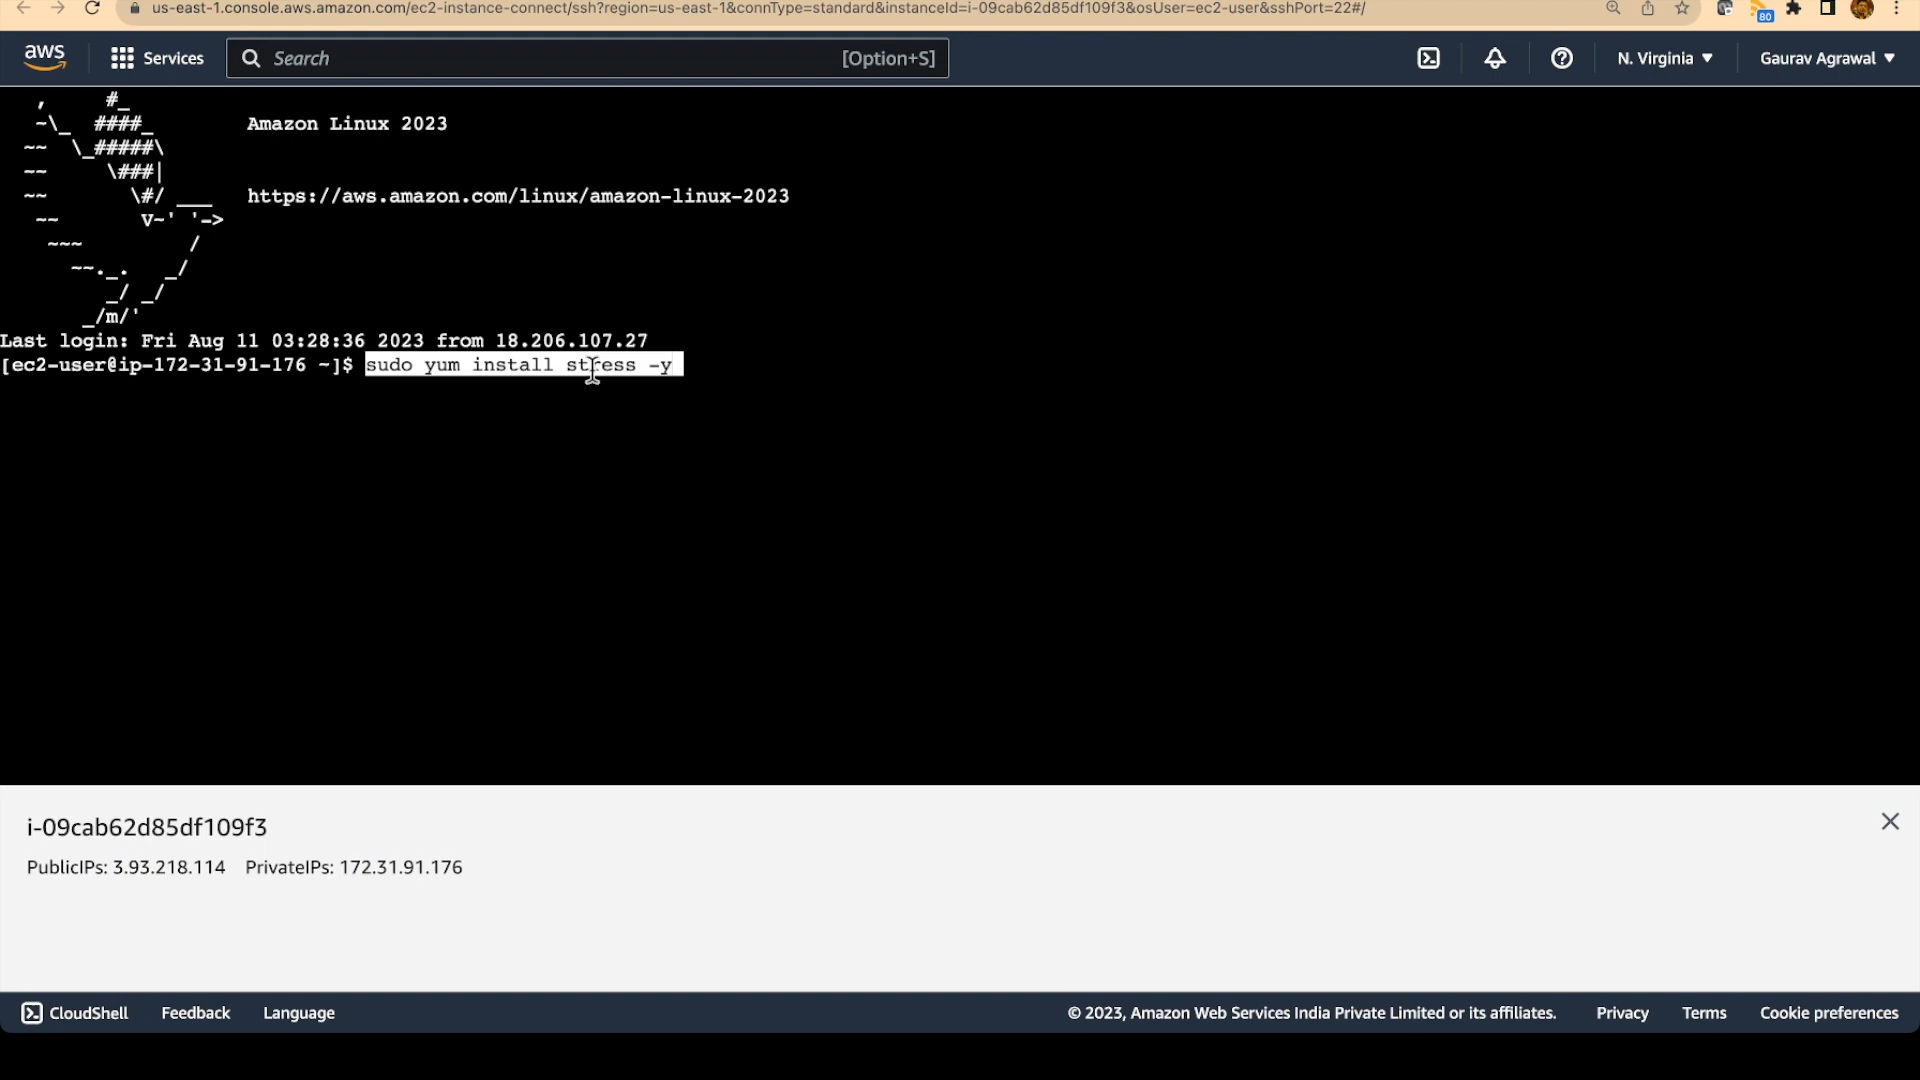 us-east-1.console.aws.amazon.com/ec2-instance-connect/ssh?region=us-east-1&connType=standard&instanceId=i-09cab62d85df109f3&osUser=ec2-user&sshPort=22#/
80
aws
Services
Search
[Option+S]
N. Virginia
Gaurav Agrawal
   ,     #_
   ~\_  ####_        Amazon Linux 2023
  ~~  \_#####\
  ~~     \###|
  ~~       \#/ ___   https://aws.amazon.com/linux/amazon-linux-2023
   ~~       V~' '->
    ~~~         /
      ~~._.   _/
         _/ _/
       _/m/'
Last login: Fri Aug 11 03:28:36 2023 from 18.206.107.27
[ec2-user@ip-172-31-91-176 ~]$ sudo yum install stress -y
i-09cab62d85df109f3
PublicIPs: 3.93.218.114 PrivateIPs: 172.31.91.176
CloudShell
Feedback
Language
© 2023, Amazon Web Services India Private Limited or its affiliates.
Privacy
Terms
Cookie preferences